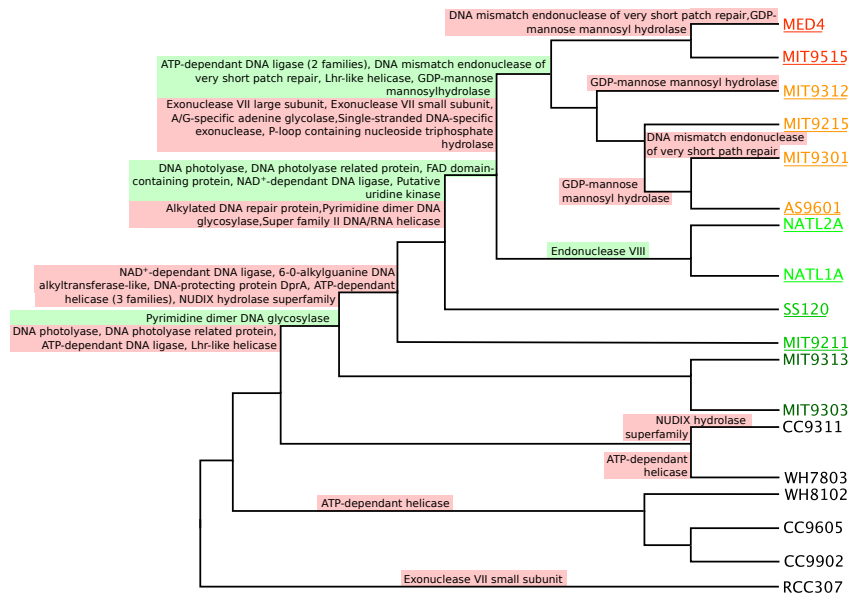 DNA mismatch endonuclease of very short patch repair,GDP-
mannose mannosyl hydrolase
MED4
MIT9515
ATP-dependant DNA ligase (2 families), DNA mismatch endonuclease of
very short patch repair, Lhr-like helicase, GDP-mannose
mannosylhydrolase
GDP-mannose mannosyl hydrolase
MIT9312
Exonuclease VII large subunit, Exonuclease VII small subunit,
A/G-specific adenine glycolase,Single-stranded DNA-specific
exonuclease, P-loop containing nucleoside triphosphate
hydrolase
MIT9215
DNA mismatch endonuclease
of very short path repair
MIT9301
DNA photolyase, DNA photolyase related protein, FAD domain-
containing protein, NAD⁺-dependant DNA ligase, Putative
uridine kinase
GDP-mannose
mannosyl hydrolase
AS9601
Alkylated DNA repair protein,Pyrimidine dimer DNA
glycosylase,Super family II DNA/RNA helicase
NATL2A
Endonuclease VIII
NATL1A
NAD⁺-dependant DNA ligase, 6-0-alkylguanine DNA
alkyltransferase-like, DNA-protecting protein DprA, ATP-dependant
helicase (3 families), NUDIX hydrolase superfamily
SS120
Pyrimidine dimer DNA glycosylase
DNA photolyase, DNA photolyase related protein,
ATP-dependant DNA ligase, Lhr-like helicase
MIT9211
MIT9313
MIT9303
NUDIX hydrolase
superfamily
CC9311
ATP-dependant
helicase
WH7803
WH8102
ATP-dependant helicase
CC9605
CC9902
Exonuclease VII small subunit
RCC307